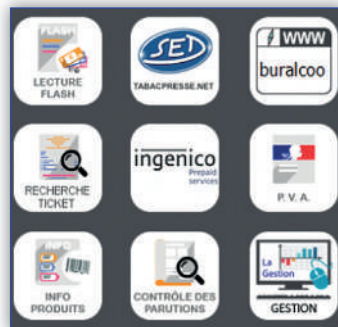 FLASH
LECTURE
FLASH
SED
TABACPRESSE.NET
WWW
buralcoo
RECHERCHE
TICKET
ingenico
Prepaid
services
P. V. A.
INFO
INFO
PRODUITS
CONTRÔLE DES
PARUTIONS
La
Gestion
GESTION